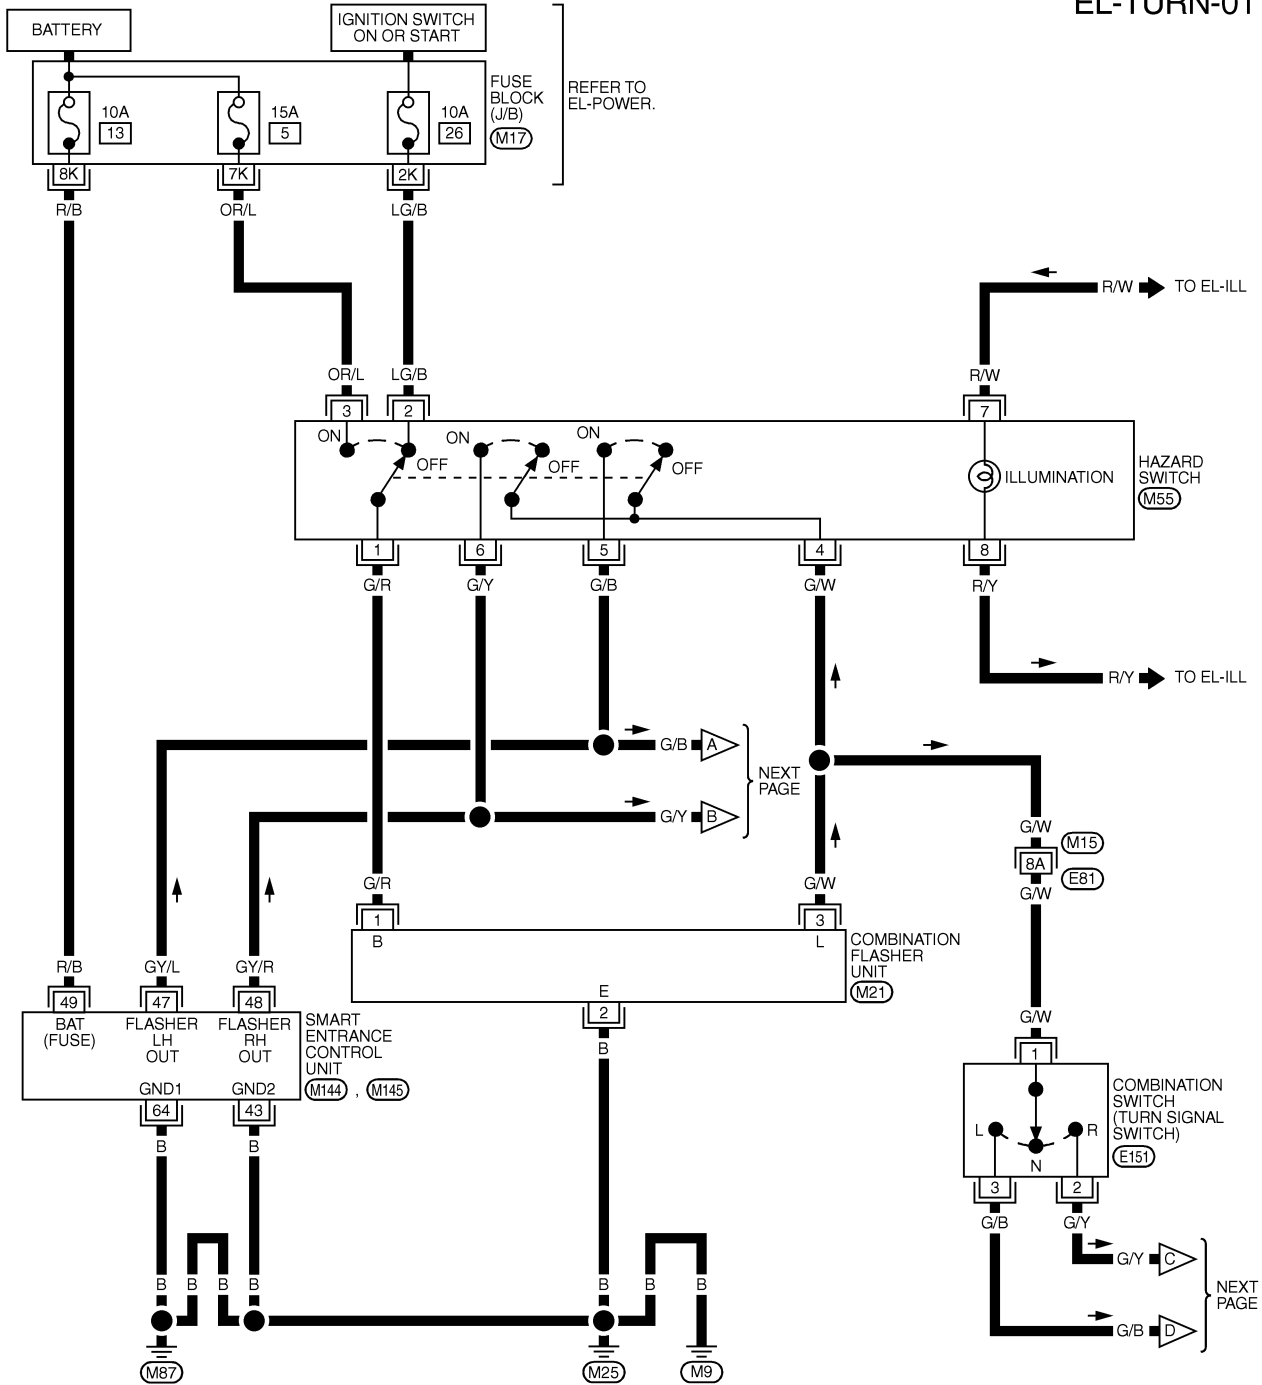 EL-TURN-01
BATTERY
IGNITION SWITCH
ON OR START
FUSE
BLOCK
(J/B)
M17
REFER TO
EL-POWER.
10A
13
15A
5
10A
26
8K
7K
2K
R/B
OR/L
LG/B
R/W
TO EL-ILL
OR/L
LG/B
R/W
3
2
7
ON
OFF
ON
OFF
ON
OFF
ILLUMINATION
HAZARD
SWITCH
M55
1
6
5
4
8
G/R
G/Y
G/B
G/W
R/Y
R/Y
TO EL-ILL
G/B
A
G/Y
B
NEXT
PAGE
G/W
M15
8A
E81
G/W
G/R
G/W
1
3
B
L
COMBINATION
FLASHER
UNIT
M21
E
2
B
R/B
GY/L
GY/R
49
47
48
BAT
(FUSE)
FLASHER
LH
OUT
FLASHER
RH
OUT
SMART
ENTRANCE
CONTROL
UNIT
M144 , M145
GND1
GND2
64
43
B
B
G/W
1
L
R
N
COMBINATION
SWITCH
(TURN SIGNAL
SWITCH)
E151
3
2
G/B
G/Y
G/Y
C
G/B
D
NEXT
PAGE
B
B
B
B
B
B
B
M87
M25
M9